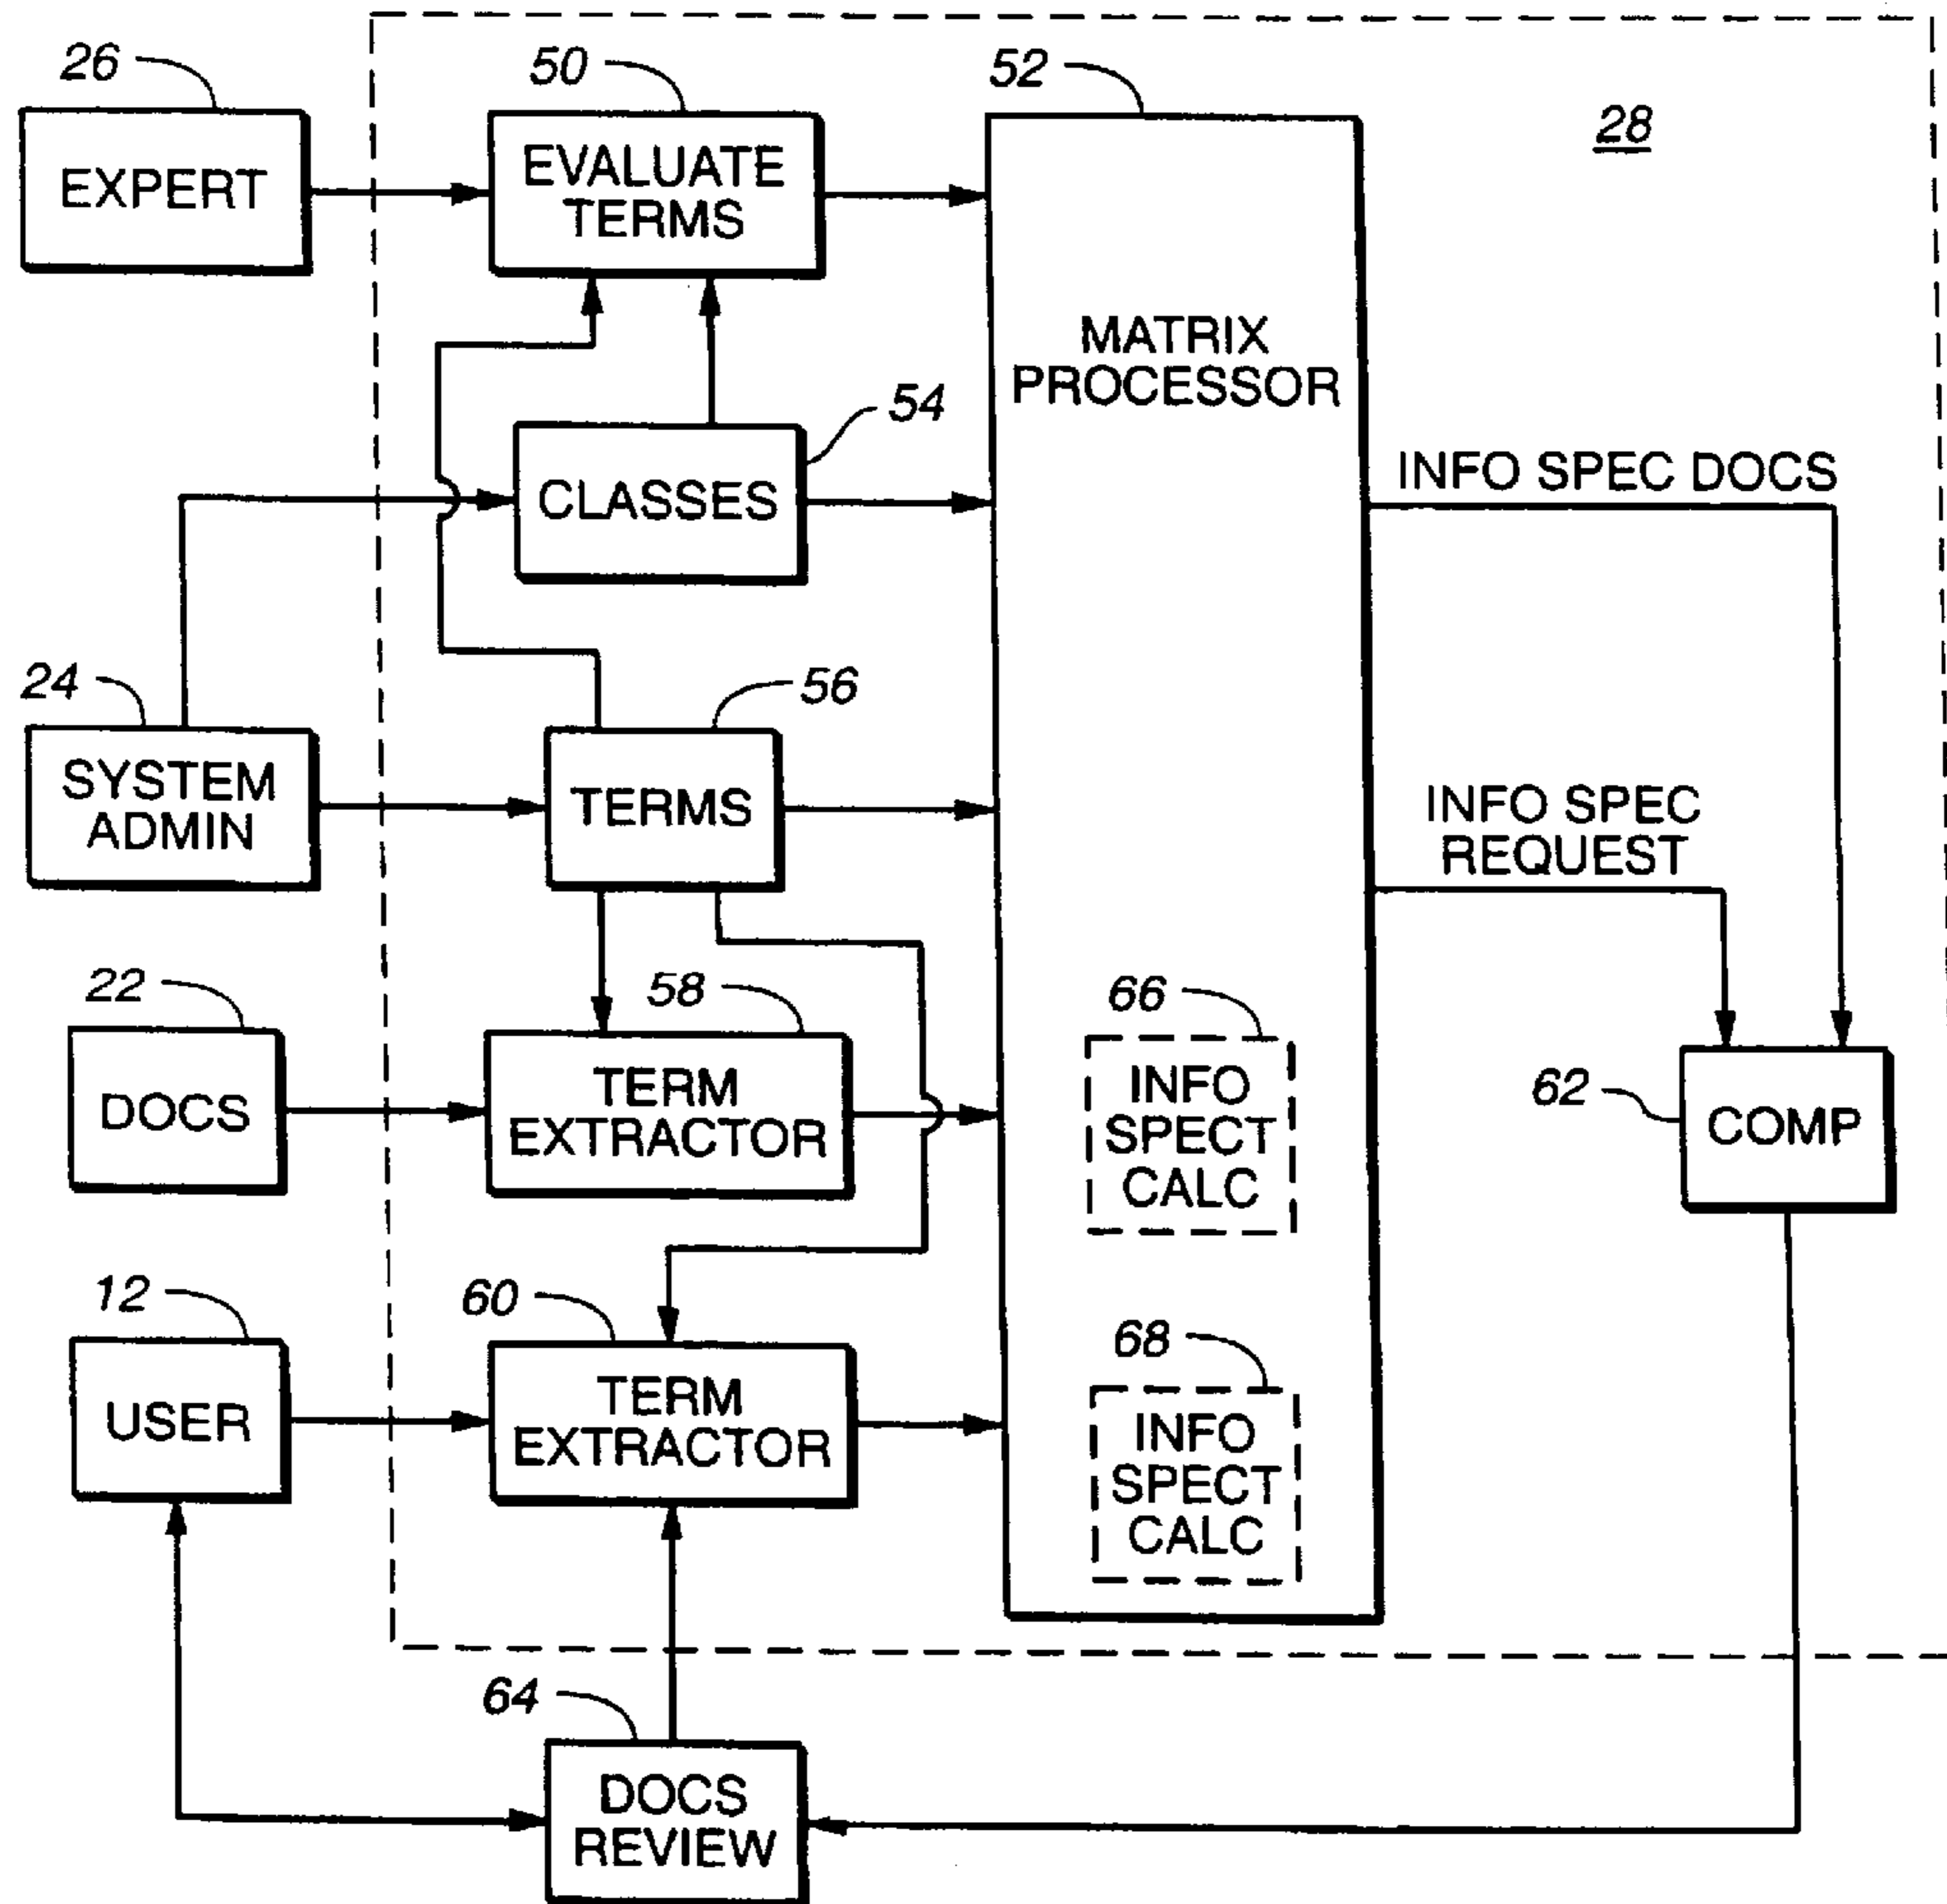 26
50
52
28
EXPERT
EVALUATE
TERMS
MATRIX
PROCESSOR
54
CLASSES
INFO SPEC DOCS
24
56
SYSTEM
ADMIN
TERMS
INFO SPEC
REQUEST
22
58
66
DOCS
TERM
EXTRACTOR
INFO
SPECT
CALC
62
COMP
12
60
68
USER
TERM
EXTRACTOR
INFO
SPECT
CALC
64
DOCS
REVIEW